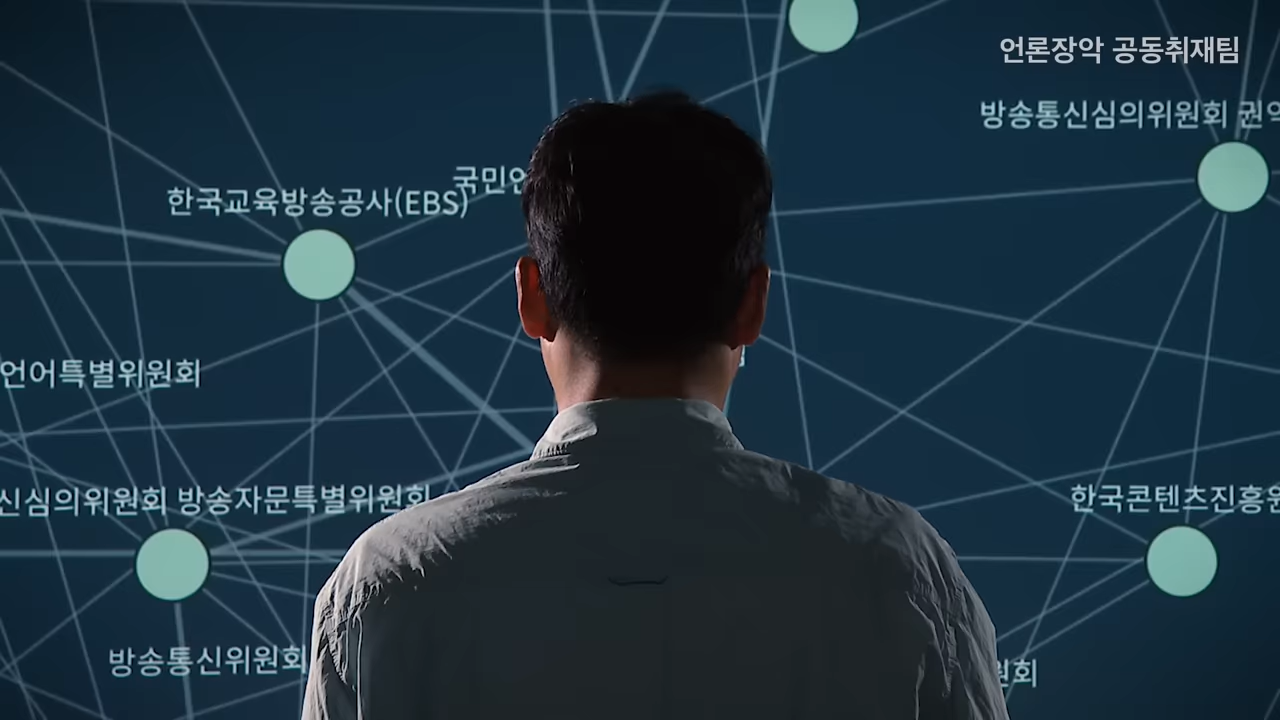 언론장악 공동취재팀
방송통신심의위원회
한국교육방송공사(EBS)
언어특별위원회
신심의위원회 방송자문특별위원회
한국콘텐츠진흥원
방송통신위원회
원회